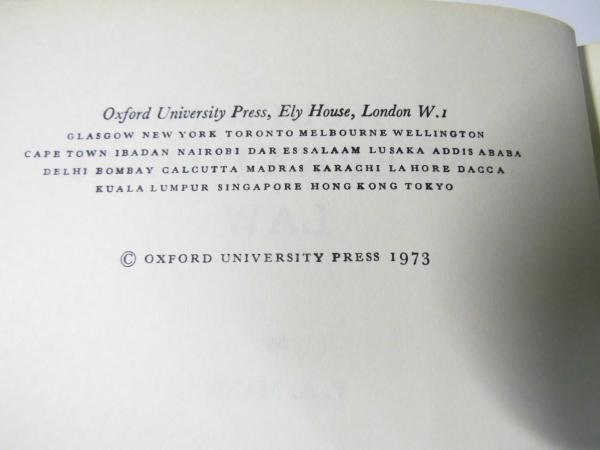 Oxford University Press, Ely House, London W.1
GLASGOW NEW YORK TORONTO MELBOURNE WELLINGTON
CAPE TOWN IBADAN NAIROBI DAR ES SALAAM LUSAKA ADDIS ABABA
DELHI BOMBAY CALCUTTA MADRAS KARACHI LAHORE DACCA
KUALA LUMPUR SINGAPORE HONG KONG TOKYO
© OXFORD UNIVERSITY PRESS 1973